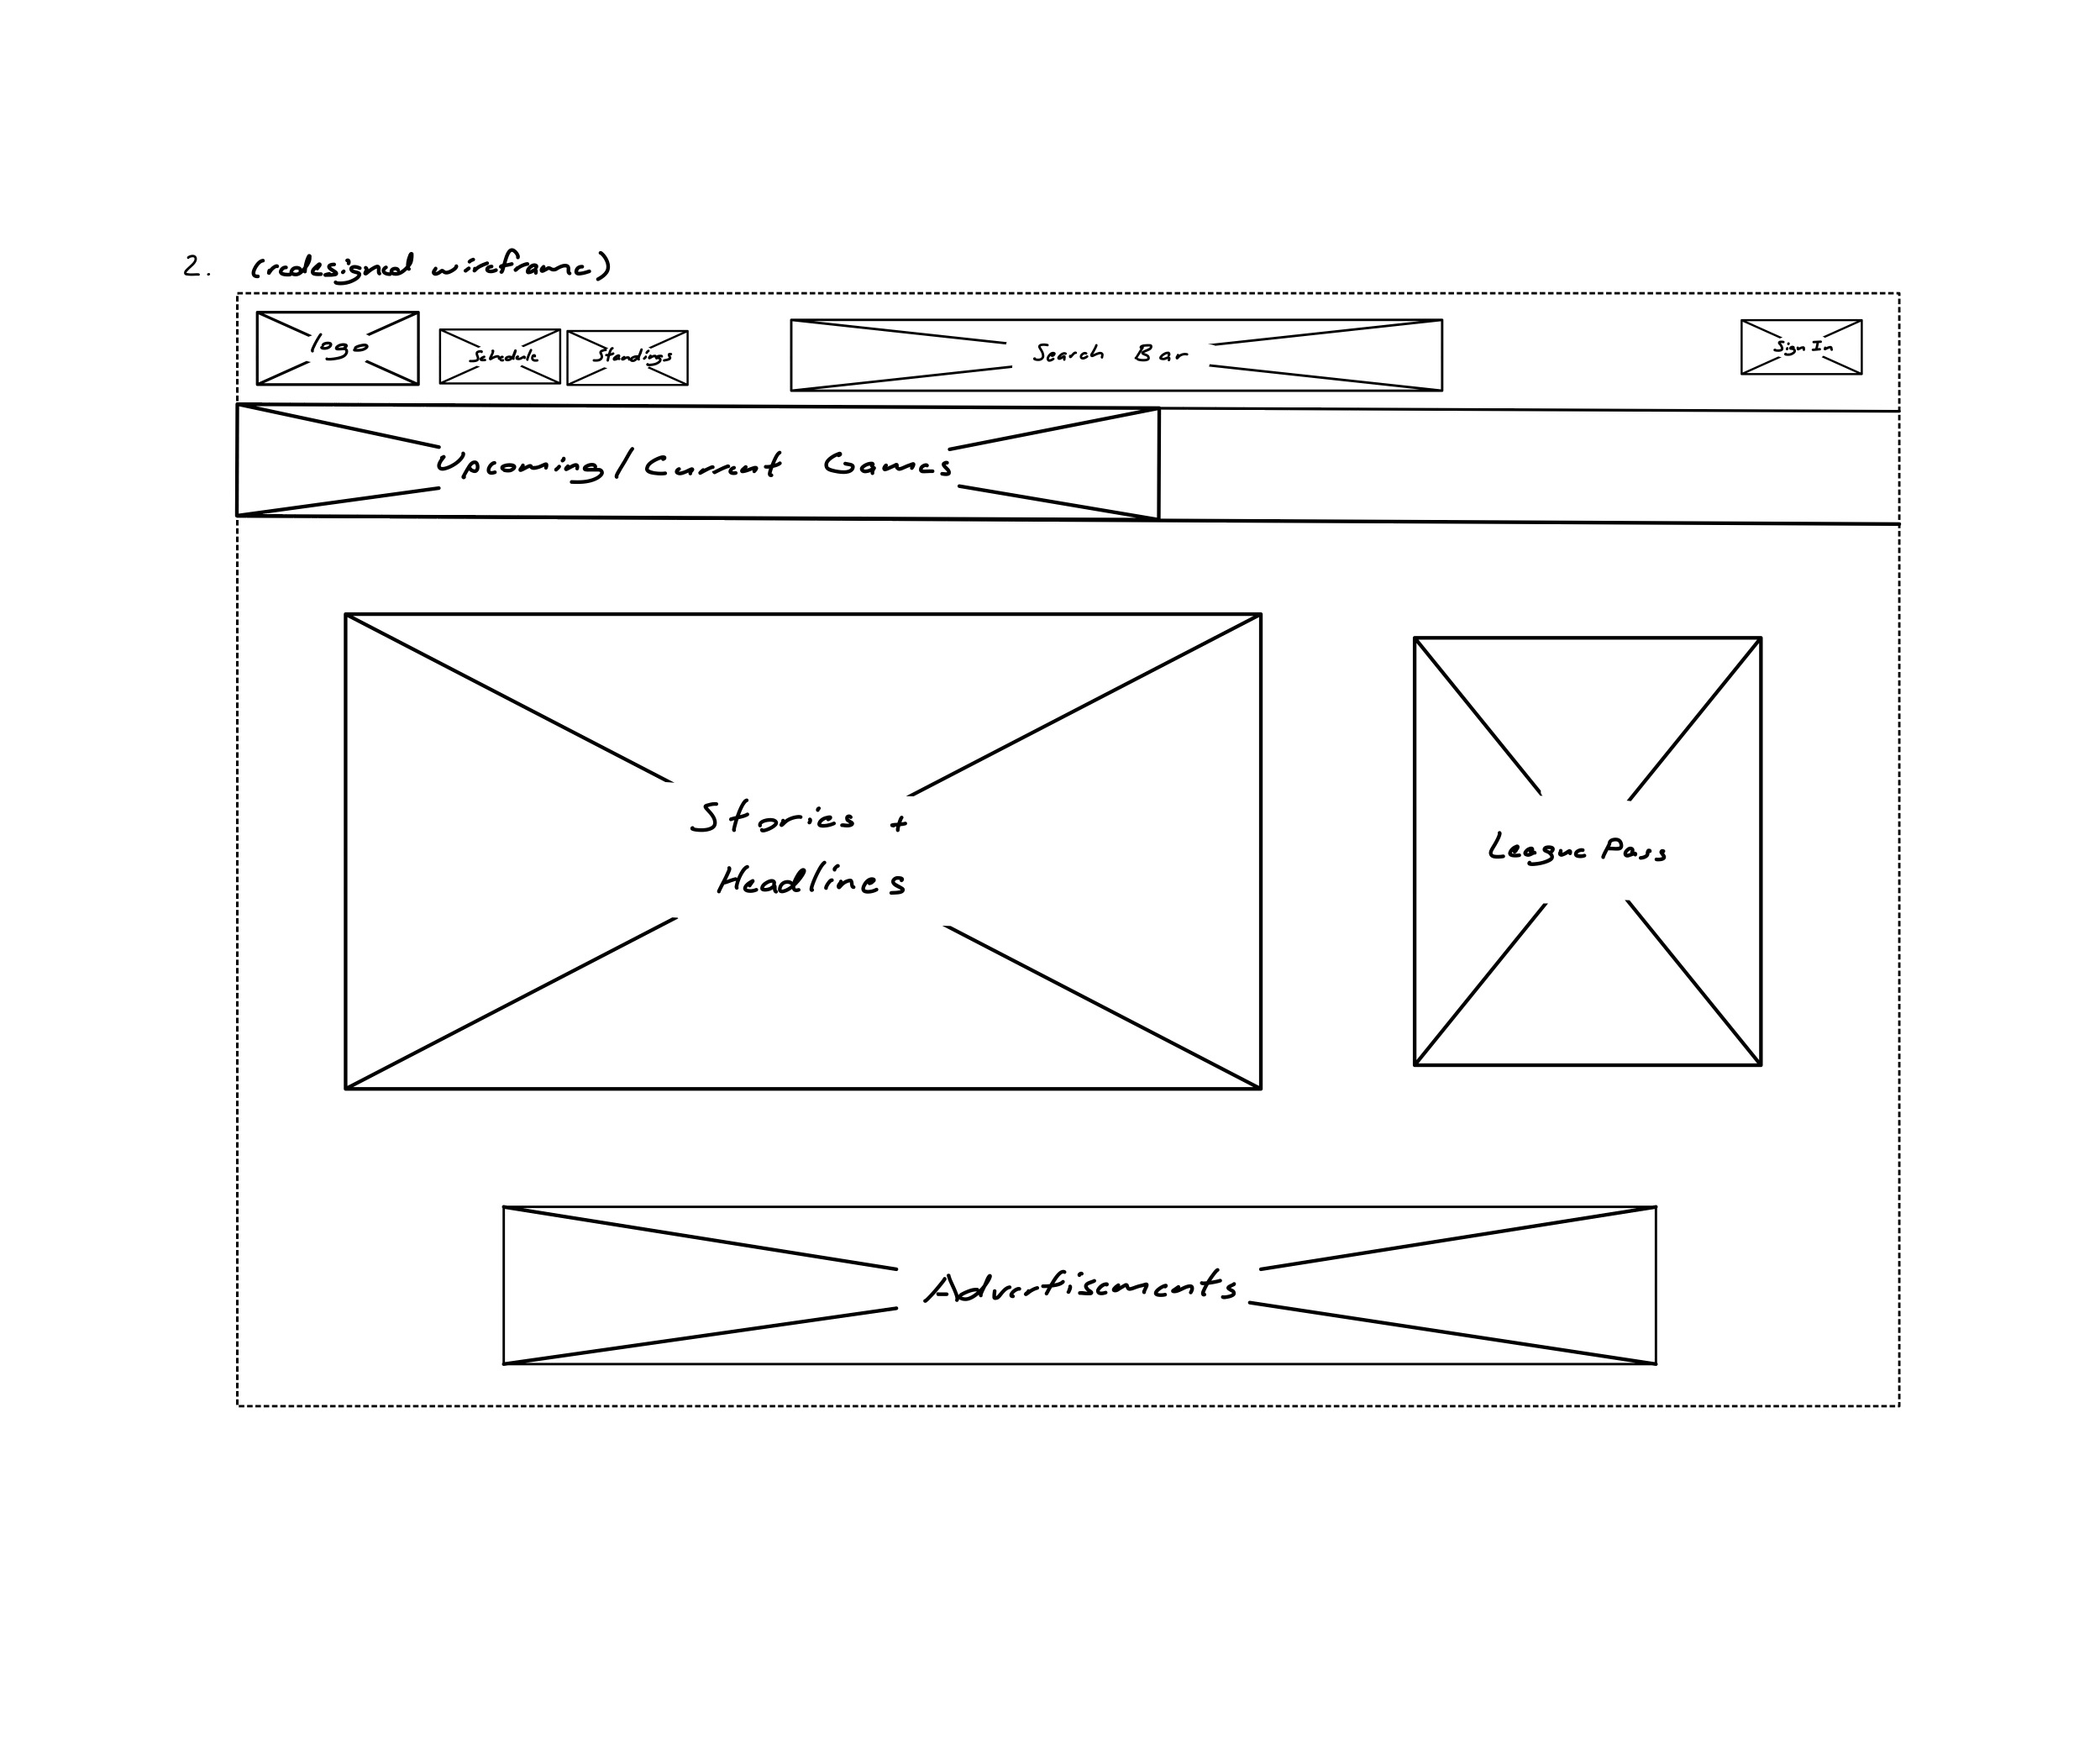 2. (redesigned wireframe)
logo
Schedule
Standings
Search Bar
Sign In
Upcoming/Current Games
Stories +
Headlines
League Pass
Advertisements